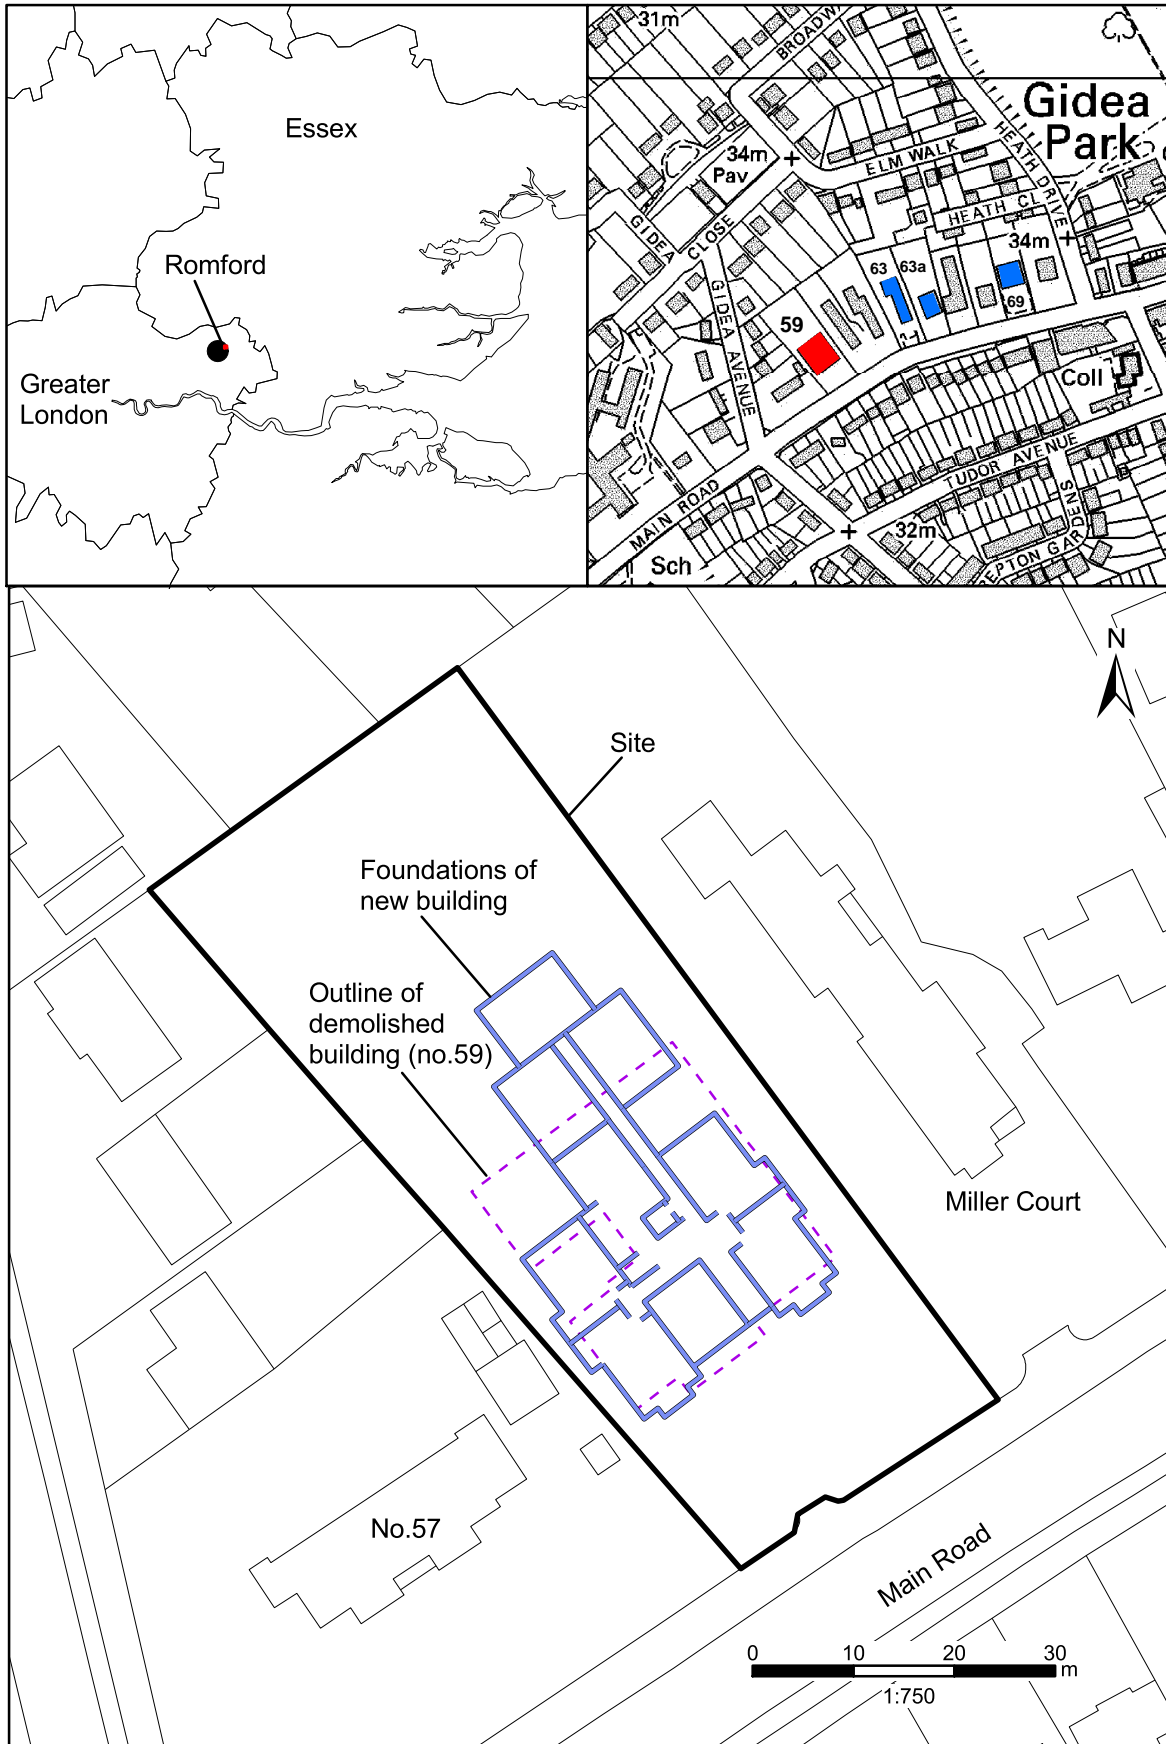 Essex
Romford
Greater
London
31m
BROADW
Gidea
Park
34m
Pav
ELM WALK
HEATH DRIVE
HEATH CL
GIDEA
CLOSE
34m
63
63a
69
59
GIDEA AVENUE
Coll
TUDOR AVENUE
MAIN ROAD
32m
Sch
REPTON GARDENS
N
Site
Foundations of
new building
Outline of
demolished
building (no.59)
Miller Court
No.57
Main Road
0 10 20 30
m
1:750